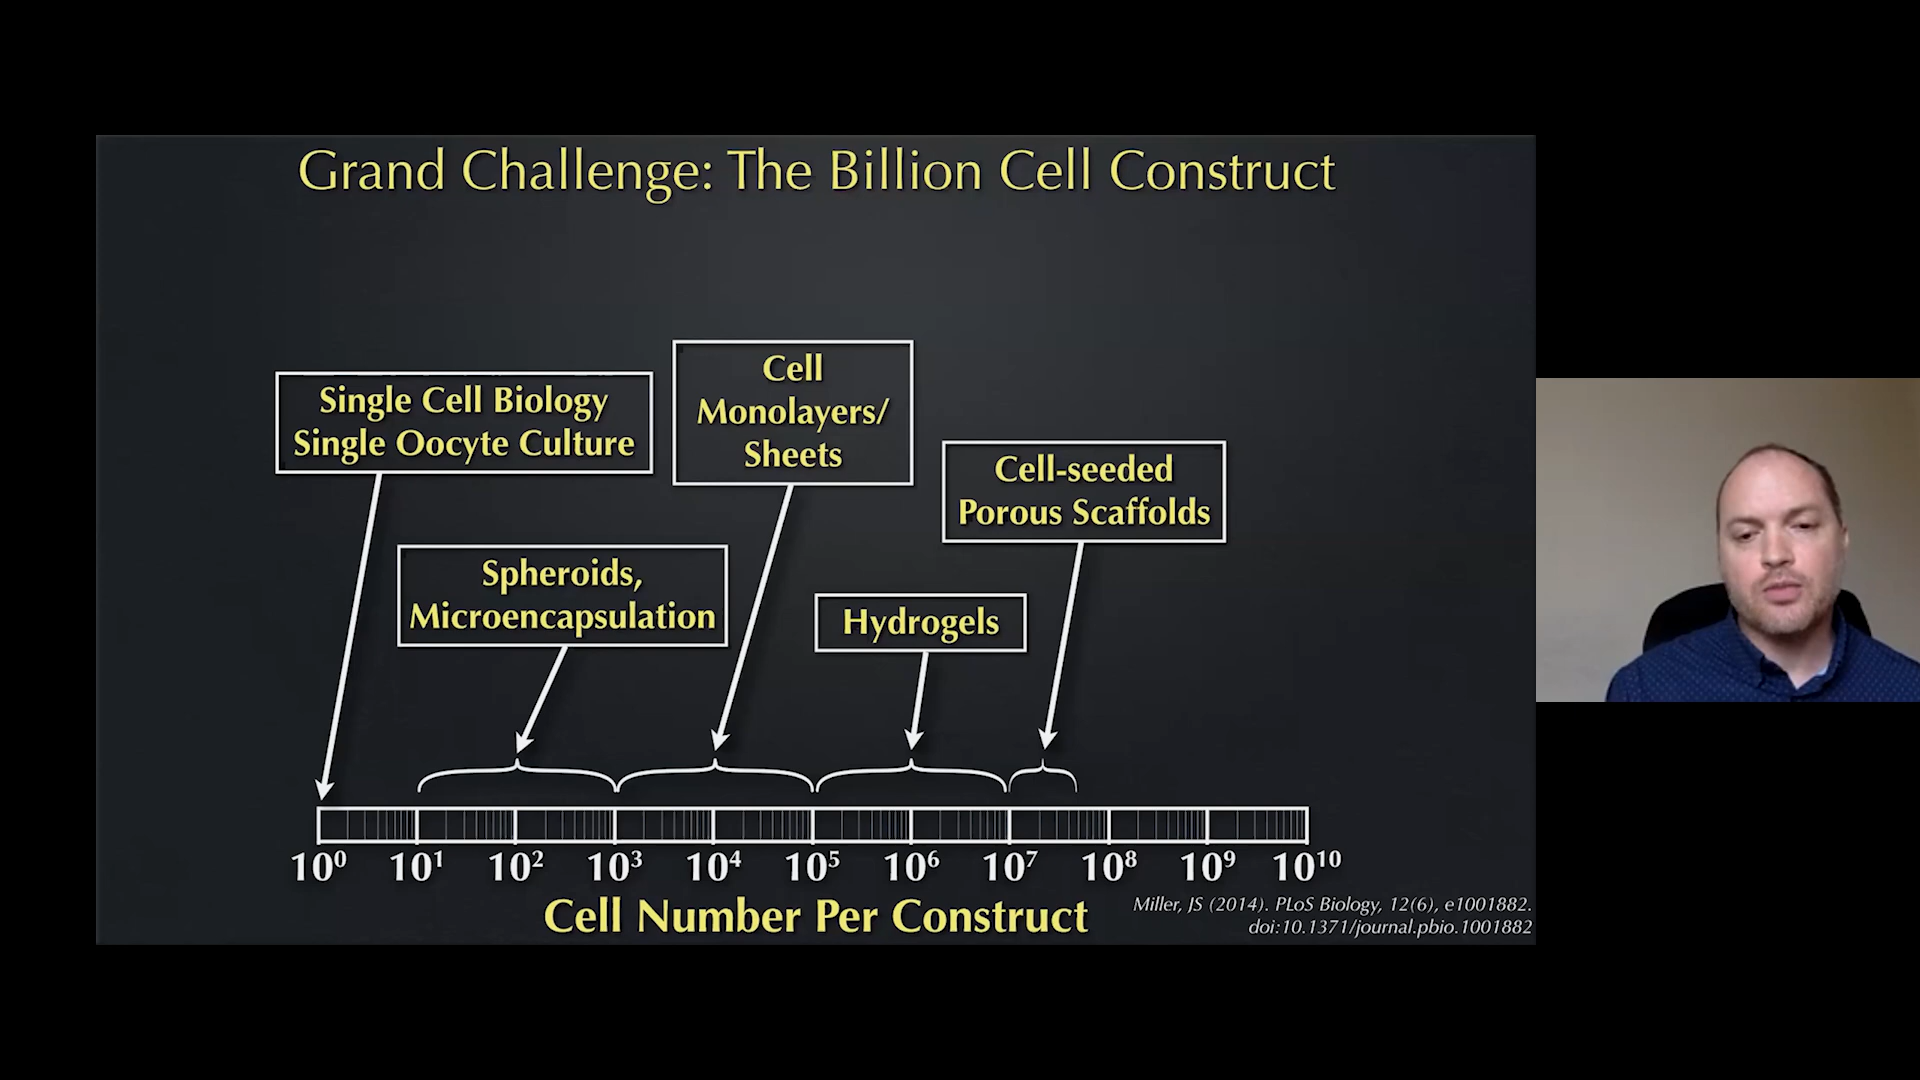 Grand Challenge: The Billion Cell Construct
Single Cell Biology
Single Oocyte Culture
Cell
Monolayers/
Sheets
Cell-seeded
Porous Scaffolds
Spheroids,
Microencapsulation
Hydrogels
10⁰ 10¹ 10² 10³ 10⁴ 10⁵ 10⁶ 10⁷ 10⁸ 10⁹ 10¹⁰
Cell Number Per Construct
Miller, JS (2014). PLoS Biology, 12(6), e1001882.
doi:10.1371/journal.pbio.1001882